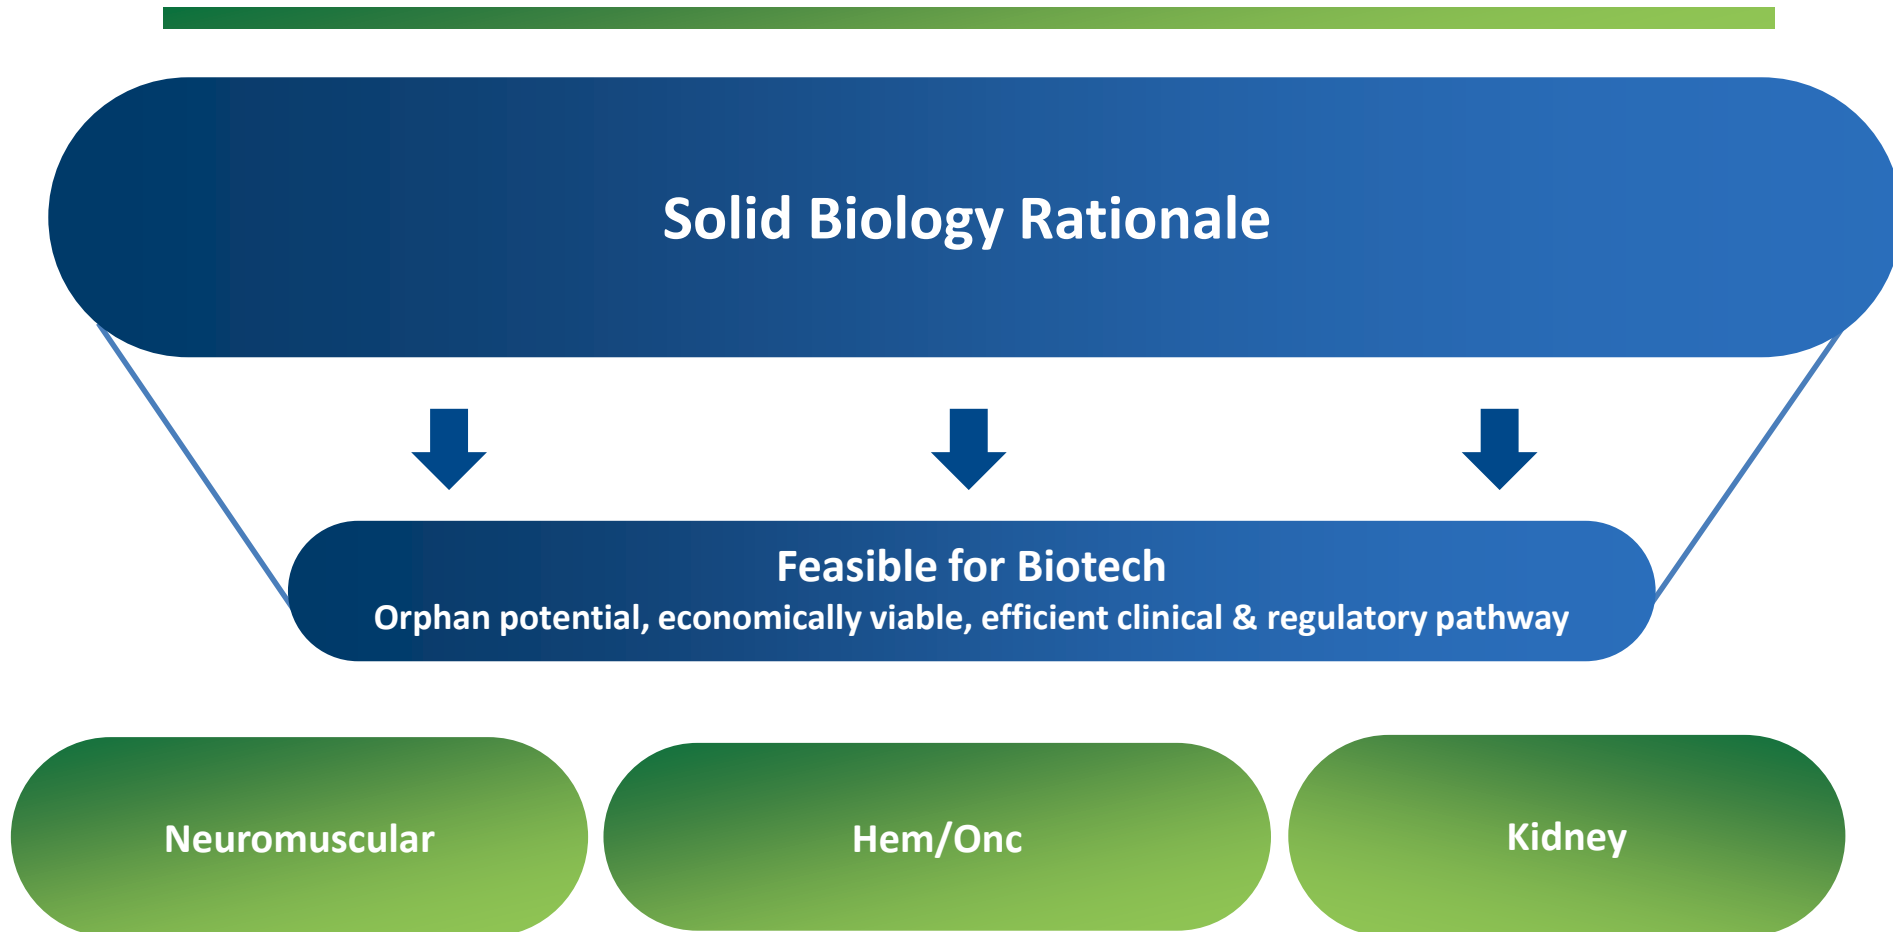 Solid Biology Rationale
Feasible for Biotech
Orphan potential, economically viable, efficient clinical & regulatory pathway
Neuromuscular
Hem/Onc
Kidney